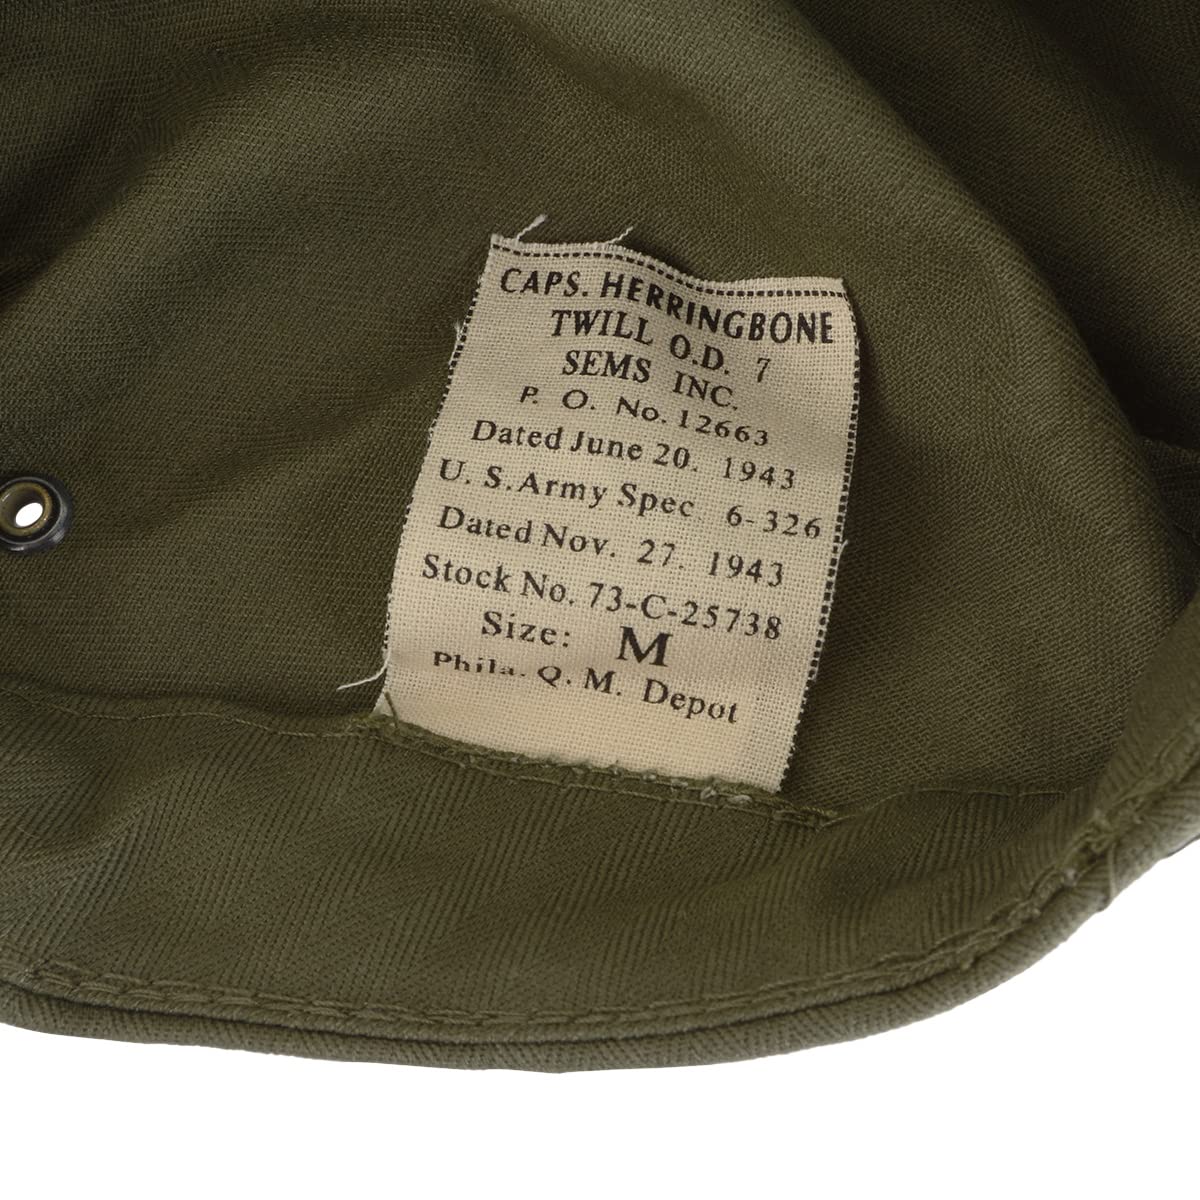 CAPS. HERRINGBONE
TWILL O.D. 7
SEMS INC.
P. O. No. 12663
Dated June 20. 1943
U. S. Army Spec 6-326
Dated Nov. 27. 1943
Stock No. 73-C-25738
Size: M
Phila. Q. M. Depot